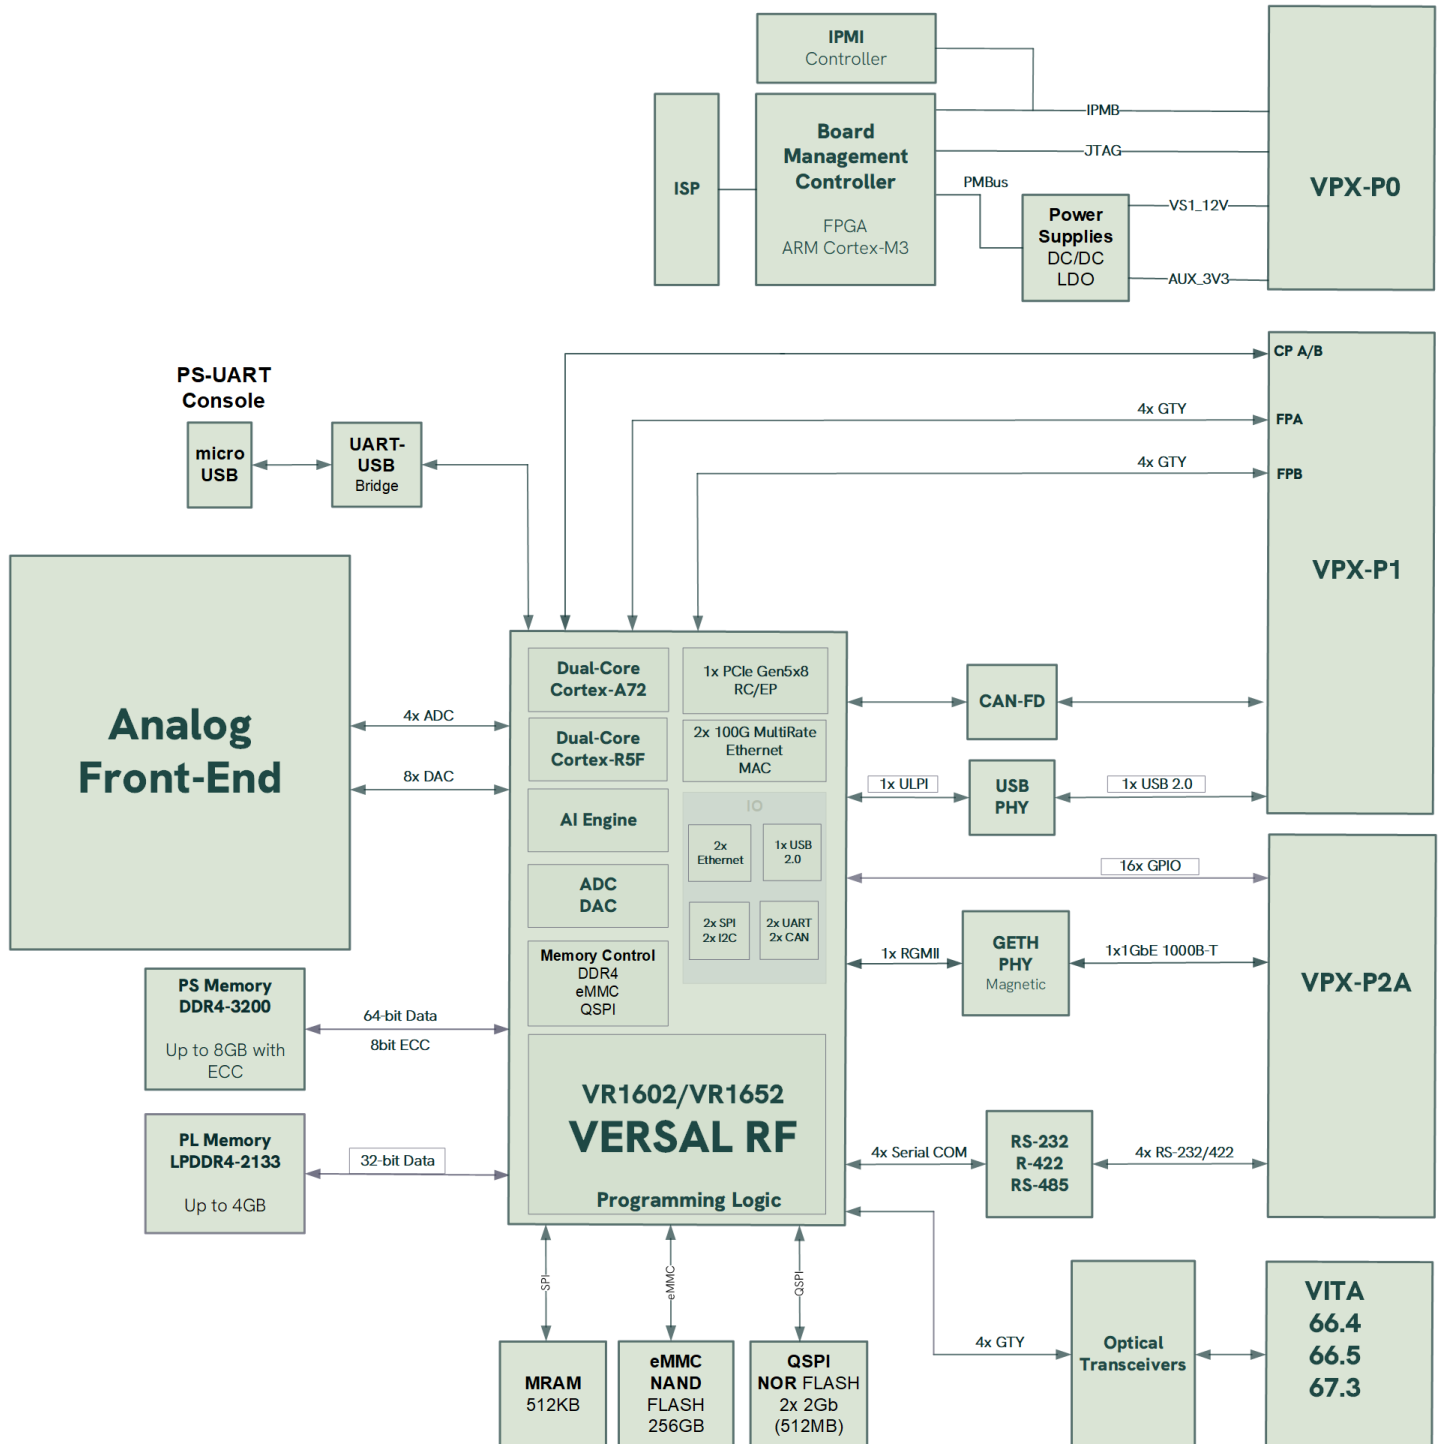 IPMI
Controller
ISP
Board
Management
Controller
FPGA
ARM Cortex-M3
IPMB
JTAG
PMBus
Power
Supplies
DC/DC
LDO
VS1_12V
AUX_3V3
VPX-P0
PS-UART
Console
micro
USB
UART-
USB
Bridge
CP A/B
4x GTY
FPA
4x GTY
FPB
VPX-P1
Analog
Front-End
4x ADC
8x DAC
Dual-Core
Cortex-A72
1x PCIe Gen5x8
RC/EP
Dual-Core
Cortex-R5F
2x 100G MultiRate
Ethernet
MAC
AI Engine
IO
2x
Ethernet
1x USB
2.0
ADC
DAC
2x SPI
2x I2C
2x UART
2x CAN
Memory Control
DDR4
eMMC
QSPI
VR1602/VR1652
VERSAL RF
Programming Logic
CAN-FD
1x ULPI
USB
PHY
1x USB 2.0
16x GPIO
1x RGMII
GETH
PHY
Magnetic
1x1GbE 1000B-T
VPX-P2A
PS Memory
DDR4-3200
Up to 8GB with
ECC
64-bit Data
8bit ECC
PL Memory
LPDDR4-2133
Up to 4GB
32-bit Data
4x Serial COM
RS-232
R-422
RS-485
4x RS-232/422
SPI
eMMC
QSPI
MRAM
512KB
eMMC
NAND
FLASH
256GB
QSPI
NOR FLASH
2x 2Gb
(512MB)
4x GTY
Optical
Transceivers
VITA
66.4
66.5
67.3